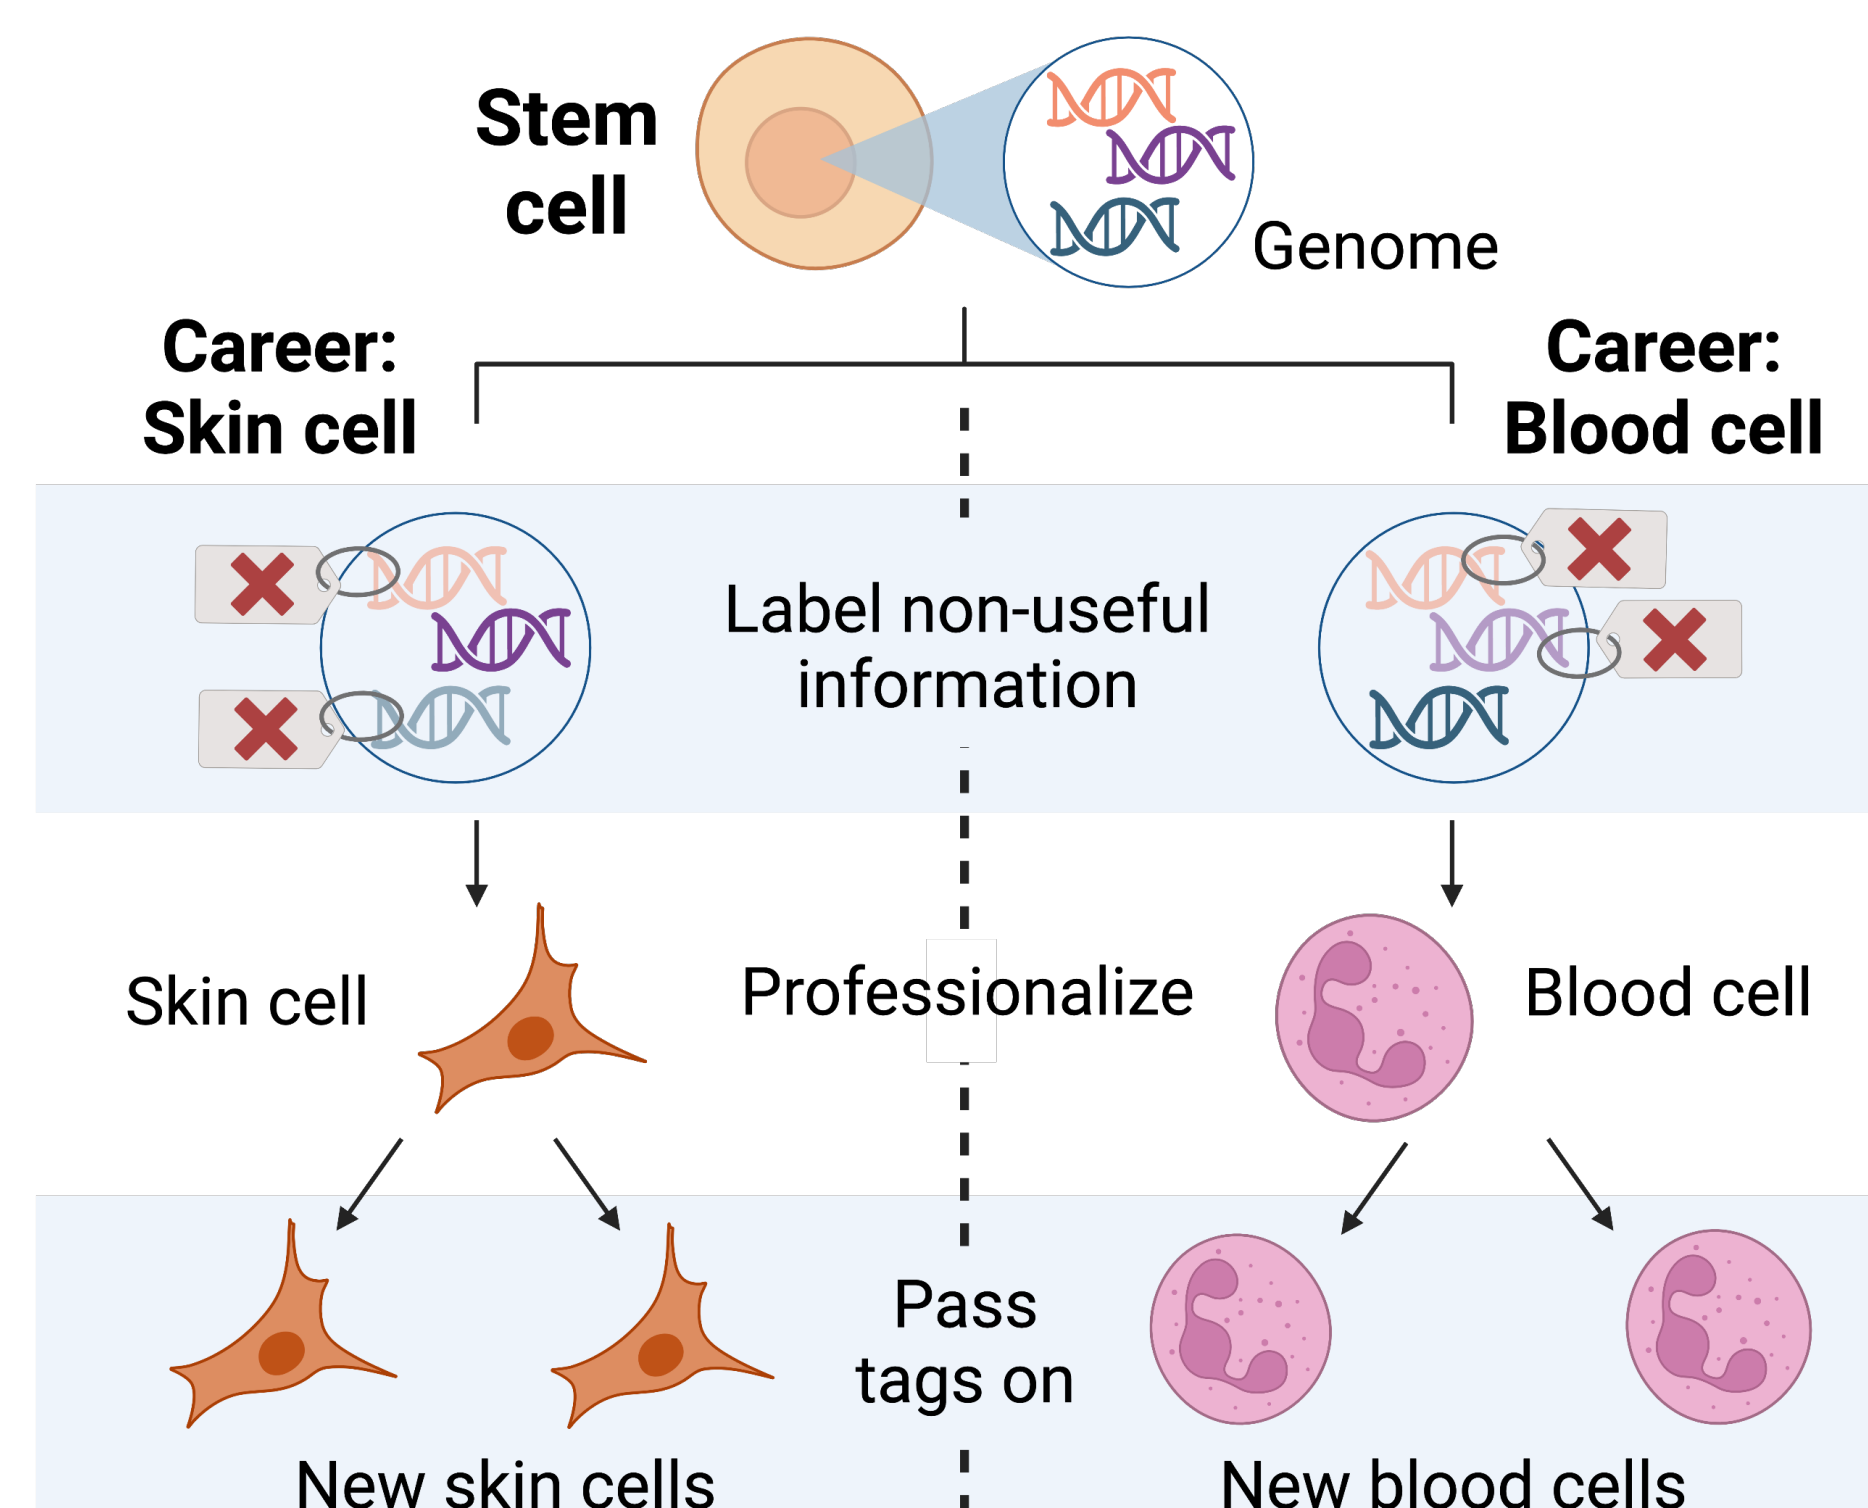 Stem
cell
Genome
Career:
Skin cell
Career:
Blood cell
Label non-useful
information
Skin cell
Professionalize
Blood cell
Pass
tags on
New skin cells
New blood cells